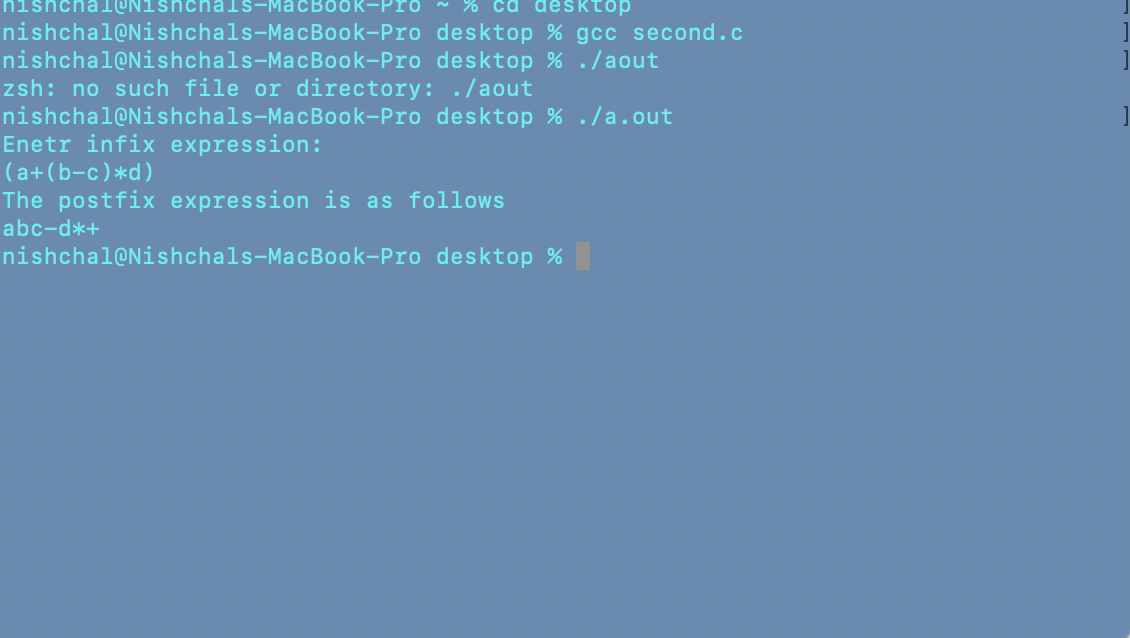 nishchal@Nishchals-MacBook-Pro ~ % cd desktop ]
nishchal@Nishchals-MacBook-Pro desktop % gcc second.c ]
nishchal@Nishchals-MacBook-Pro desktop % ./aout ]
zsh: no such file or directory: ./aout
nishchal@Nishchals-MacBook-Pro desktop % ./a.out ]
Enetr infix expression:
(a+(b-c)*d)
The postfix expression is as follows
abc-d*+
nishchal@Nishchals-MacBook-Pro desktop %